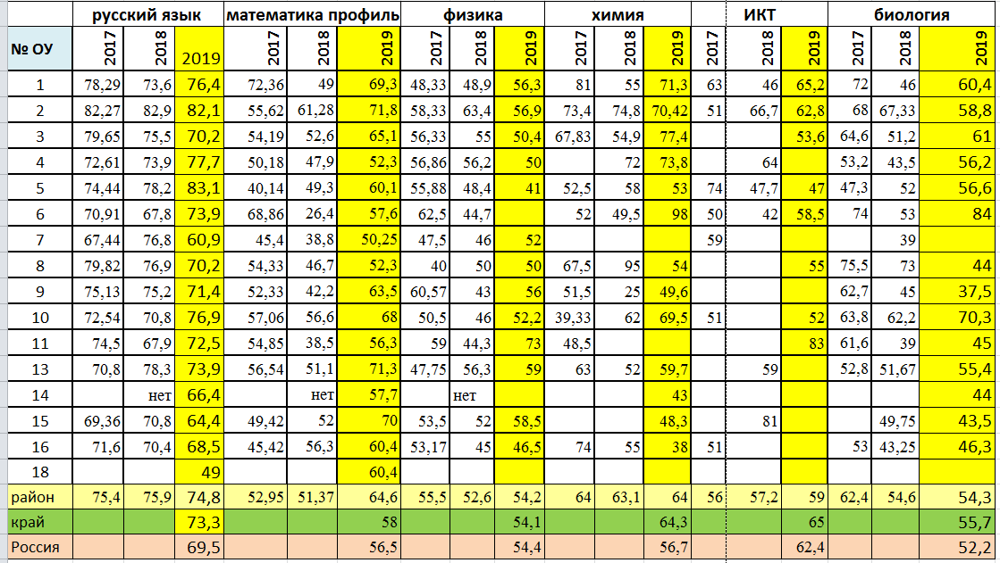 русский язык математика профиль физика химия ИКТ биология
№ ОУ 2017 2018 2019 2017 2018 2019 2017 2018 2019 2017 2018 2019 2017 2018 2019 2017 2018 2019
1 78,29 73,6 76,4 72,36 49 69,3 48,33 48,9 56,3 81 55 71,3 63 46 65,2 72 46 60,4
2 82,27 82,9 82,1 55,62 61,28 71,8 58,33 63,4 56,9 73,4 74,8 70,42 51 66,7 62,8 68 67,33 58,8
3 79,65 75,5 70,2 54,19 52,6 65,1 56,33 55 50,4 67,83 54,9 77,4 53,6 64,6 51,2 61
4 72,61 73,9 77,7 50,18 47,9 52,3 56,86 56,2 50 72 73,8 64 53,2 43,5 56,2
5 74,44 78,2 83,1 40,14 49,3 60,1 55,88 48,4 41 52,5 58 53 74 47,7 47 47,3 52 56,6
6 70,91 67,8 73,9 68,86 26,4 57,6 62,5 44,7 52 49,5 98 50 42 58,5 74 53 84
7 67,44 76,8 60,9 45,4 38,8 50,25 47,5 46 52 59 39
8 79,82 76,9 70,2 54,33 46,7 52,3 40 50 50 67,5 95 54 55 75,5 73 44
9 75,13 75,2 71,4 52,33 42,2 63,5 60,57 43 56 51,5 25 49,6 62,7 45 37,5
10 72,54 70,8 76,9 57,06 56,6 68 50,5 46 52,2 39,33 62 69,5 51 52 63,8 62,2 70,3
11 74,5 67,9 72,5 54,85 38,5 56,3 59 44,3 73 48,5 83 61,6 39 45
13 70,8 78,3 73,9 56,54 51,1 71,3 47,75 56,3 59 63 52 59,7 59 52,8 51,67 55,4
14 нет 66,4 нет 57,7 нет 43 44
15 69,36 70,8 64,4 49,42 52 70 53,5 52 58,5 48,3 81 49,75 43,5
16 71,6 70,4 68,5 45,42 56,3 60,4 53,17 45 46,5 74 55 38 51 53 43,25 46,3
18 49 60,4
район 75,4 75,9 74,8 52,95 51,37 64,6 55,5 52,6 54,2 64 63,1 64 56 57,2 59 62,4 54,6 54,3
край 73,3 58 54,1 64,3 65 55,7
Россия 69,5 56,5 54,4 56,7 62,4 52,2